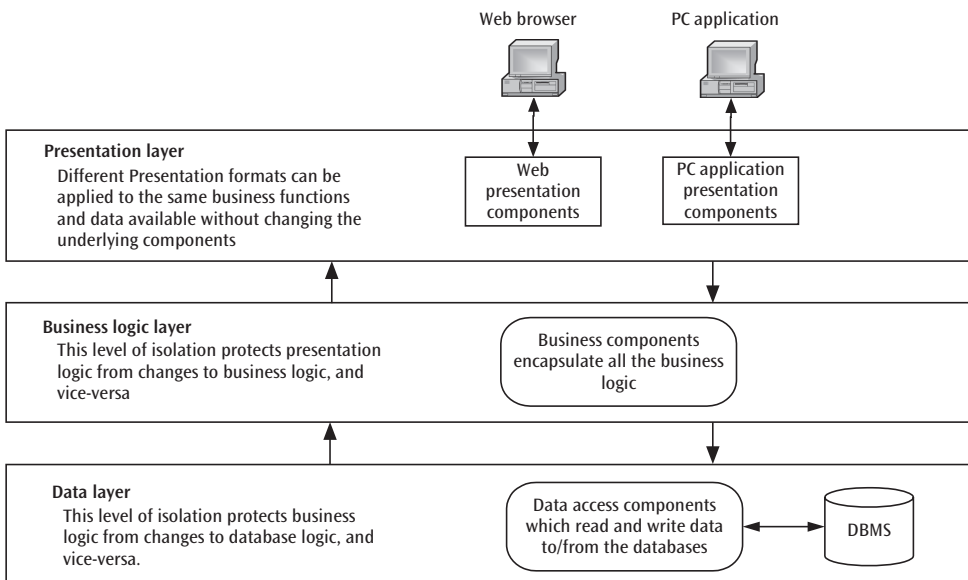 Web browser
PC application
Presentation layer
Different Presentation formats can be
applied to the same business functions
and data available without changing the
underlying components
Web
presentation
components
PC application
presentation
components
Business logic layer
This level of isolation protects presentation
logic from changes to business logic, and
vice-versa
Business components
encapsulate all the business
logic
Data layer
This level of isolation protects business
logic from changes to database logic, and
vice-versa.
Data access components
which read and write data
to/from the databases
DBMS